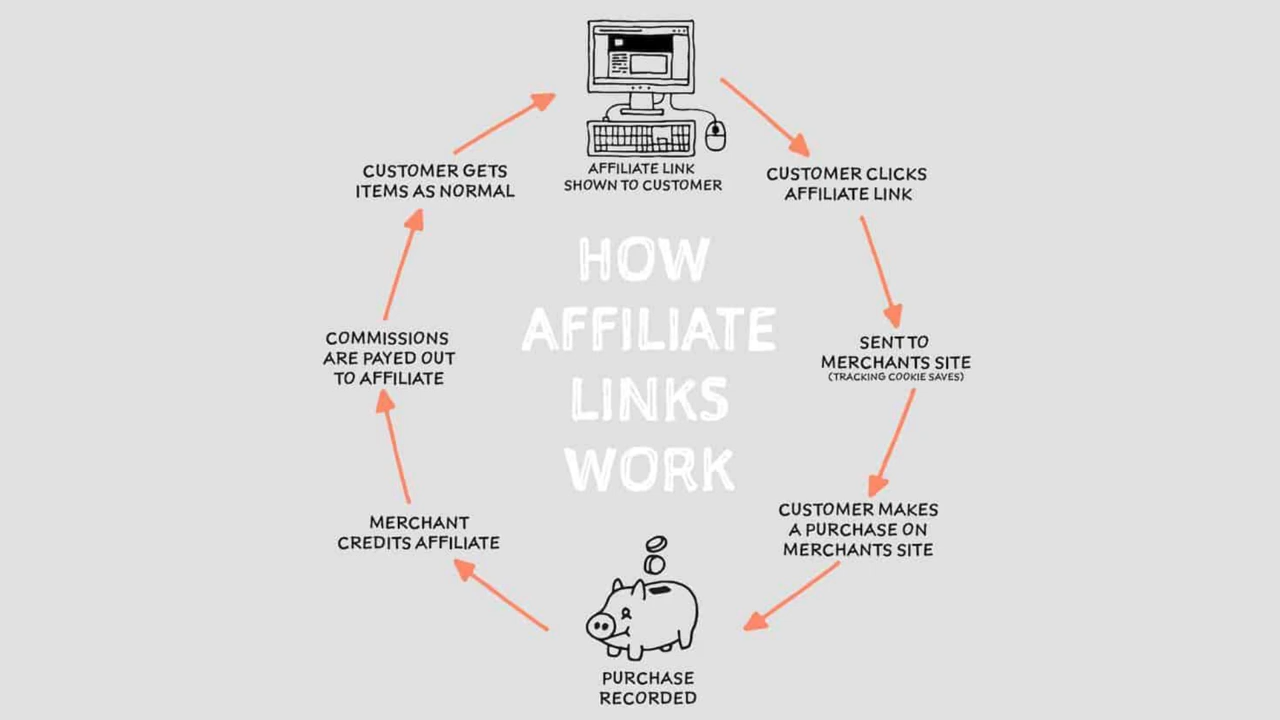 HOW
AFFILIATE
LINKS
WORK
AFFILIATE LINK
SHOWN TO CUSTOMER
CUSTOMER CLICKS
AFFILIATE LINK
SENT TO
MERCHANTS SITE
(TRACKING COOKIE SAVES)
CUSTOMER MAKES
A PURCHASE ON
MERCHANTS SITE
PURCHASE
RECORDED
MERCHANT
CREDITS AFFILIATE
COMMISSIONS
ARE PAYED OUT
TO AFFILIATE
CUSTOMER GETS
ITEMS AS NORMAL